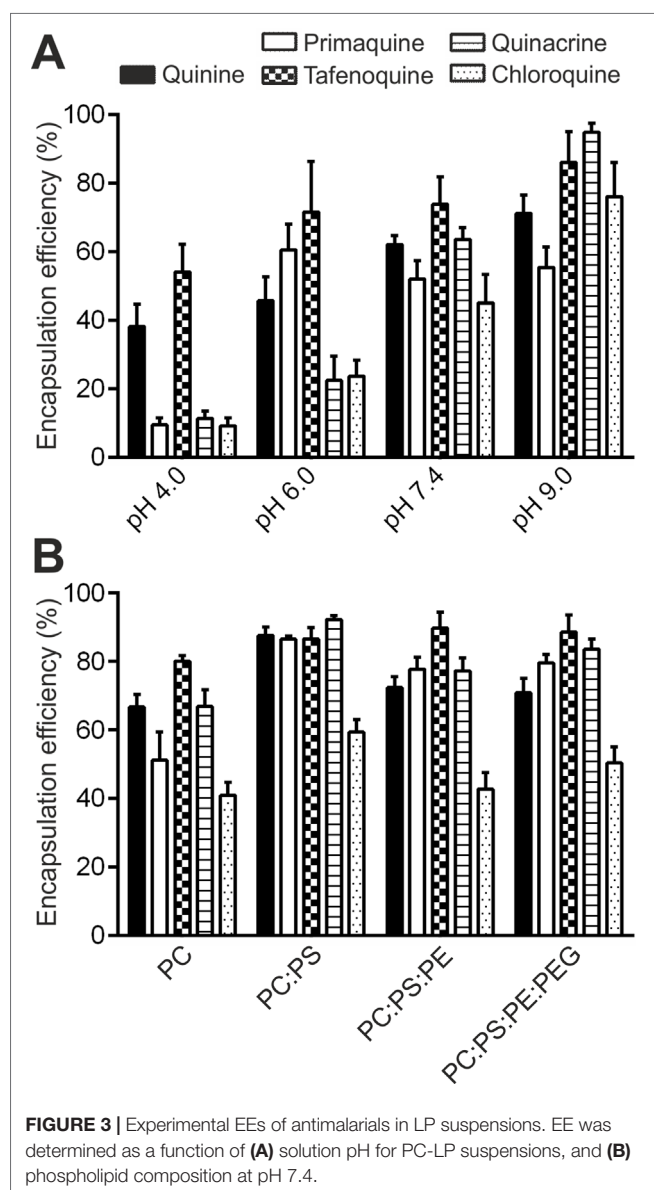 A
Primaquine Quinacrine
Quinine Tafenoquine Chloroquine
Encapsulation efficiency (%)
100
80
60
40
20
0
pH 4.0 pH 6.0 pH 7.4 pH 9.0
B
Encapsulation efficiency (%)
100
80
60
40
20
0
PC PC:PS PC:PS:PE PC:PS:PE:PEG
FIGURE 3 | Experimental EEs of antimalarials in LP suspensions. EE was
determined as a function of (A) solution pH for PC-LP suspensions, and (B)
phospholipid composition at pH 7.4.